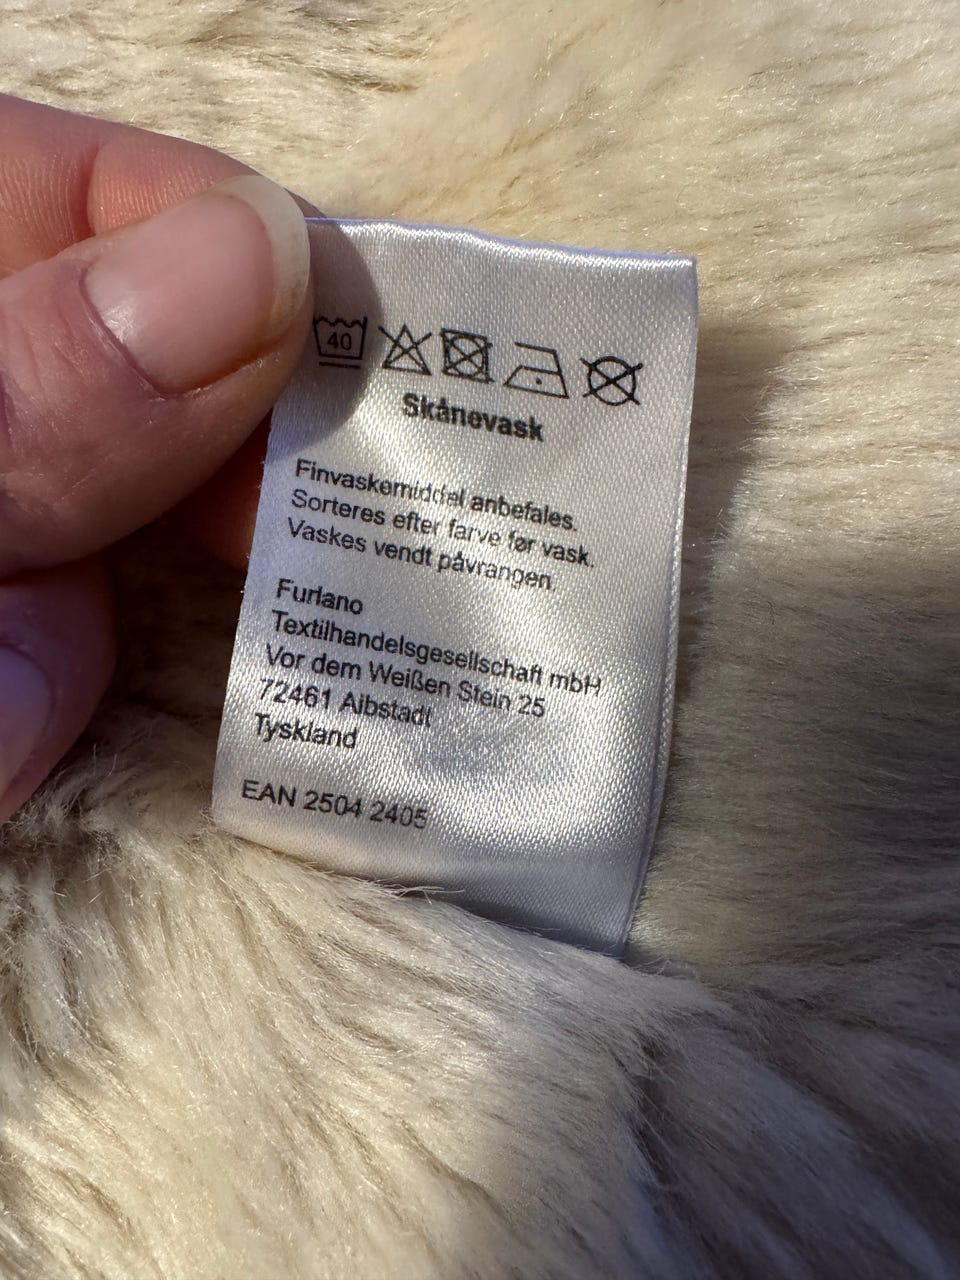 40
Skånevask
Finvaskemiddel anbefales.
Sorteres efter farve før vask.
Vaskes vendt påvrangen.
Furlano
Textilhandelsgesellschaft mbH
Vor dem Weißen Stein 25
72461 Albstadt
Tyskland
EAN 2504 2405